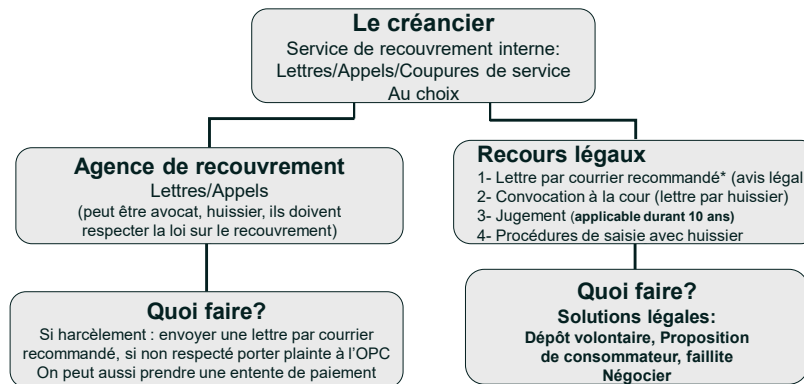 Le créancier
Service de recouvrement interne:
Lettres/Appels/Coupures de service
Au choix
Agence de recouvrement
Lettres/Appels
(peut être avocat, huissier, ils doivent
respecter la loi sur le recouvrement)
Recours légaux
1- Lettre par courrier recommandé* (avis légal
2- Convocation à la cour (lettre par huissier)
3- Jugement (applicable durant 10 ans)
4- Procédures de saisie avec huissier
Quoi faire?
Si harcèlement : envoyer une lettre par courrier
recommandé, si non respecté porter plainte à l'OPC
On peut aussi prendre une entente de paiement
Quoi faire?
Solutions légales:
Dépôt volontaire, Proposition
de consommateur, faillite
Négocier